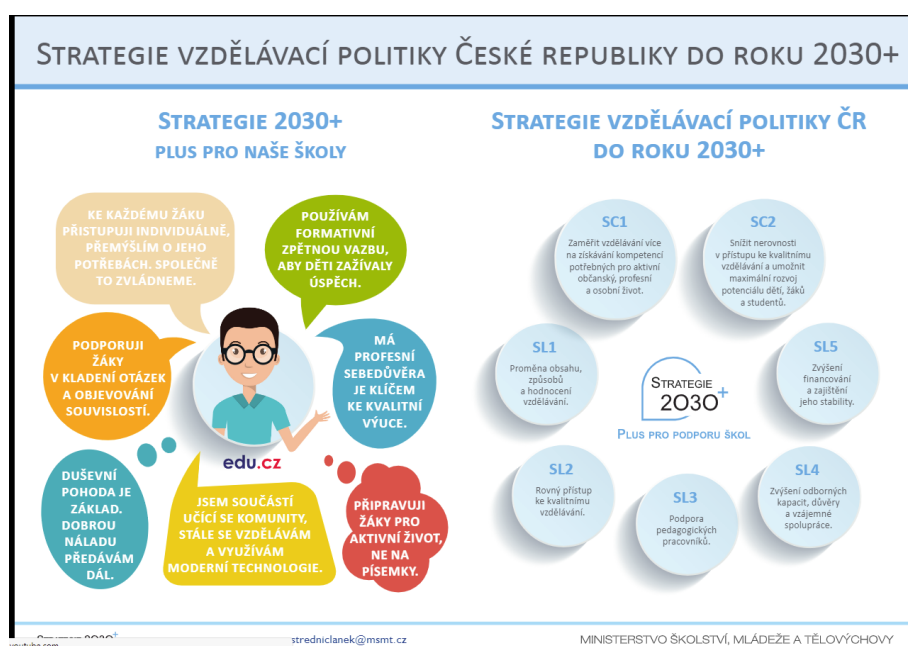 STRATEGIE VZDĚLÁVACÍ POLITIKY ČESKÉ REPUBLIKY DO ROKU 2030+
STRATEGIE 2030+
PLUS PRO NAŠE ŠKOLY
KE KAŽDÉMU ŽÁKU
PŘISTUPUJI INDIVIDUÁLNĚ,
PŘEMÝŠLÍM O JEHO
POTŘEBÁCH. SPOLEČNĚ
TO ZVLÁDNEME.
POUŽÍVÁM
FORMATIVNÍ
ZPĚTNOU VAZBU,
ABY DĚTI ZAŽÍVALY
ÚSPĚCH.
PODPORUJI
ŽÁKY
V KLADENÍ OTÁZEK
A OBJEVOVÁNÍ
SOUVISLOSTÍ.
MÁ
PROFESNÍ
SEBEDŮVĚRA
JE KLÍČEM
KE KVALITNÍ
VÝUCE.
edu.cz
DUŠEVNÍ
POHODA JE
ZÁKLAD.
DOBROU
NÁLADU
PŘEDÁVÁM
DÁL.
JSEM SOUČÁSTÍ
UČÍCÍ SE KOMUNITY,
STÁLE SE VZDĚLÁVÁM
A VYUŽÍVÁM
MODERNÍ TECHNOLOGIE.
PŘIPRAVUJI
ŽÁKY PRO
AKTIVNÍ ŽIVOT,
NE NA
PÍSEMKY.
STRATEGIE VZDĚLÁVACÍ POLITIKY ČR
DO ROKU 2030+
SC1
Zaměřit vzdělávání více
na získávání kompetencí
potřebných pro aktivní
občanský, profesní
a osobní život.
SC2
Snížit nerovnosti
v přístupu ke kvalitnímu
vzdělávání a umožnit
maximální rozvoj
potenciálu dětí, žáků
a studentů.
SL1
Proměna obsahu,
způsobů
a hodnocení
vzdělávání.
STRATEGIE
2030+
PLUS PRO PODPORU ŠKOL
SL5
Zvýšení
financování
a zajištění
jeho stability.
SL2
Rovný přístup
ke kvalitnímu
vzdělávání.
SL3
Podpora
pedagogických
pracovníků.
SL4
Zvýšení odborných
kapacit, důvěry
a vzájemné
spolupráce.
stredniclanek@msmt.cz
MINISTERSTVO ŠKOLSTVÍ, MLÁDEŽE A TĚLOVÝCHOVY